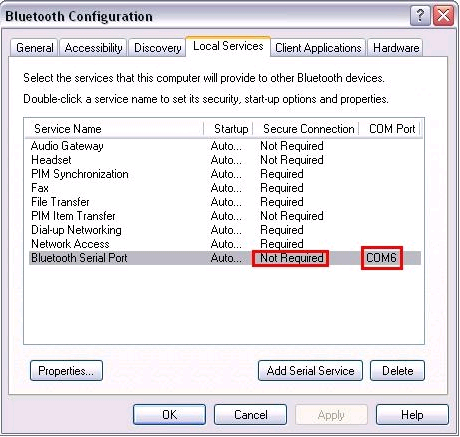 Bluetooth Configuration
General Accessibility Discovery Local Services Client Applications Hardware
Select the services that this computer will provide to other Bluetooth devices.
Double-click a service name to set its security, start-up options and properties.
Service Name Startup Secure Connection COM Port
Audio Gateway Auto... Not Required
Headset Auto... Not Required
PIM Synchronization Auto... Required
Fax Auto... Required
File Transfer Auto... Required
PIM Item Transfer Auto... Not Required
Dial-up Networking Auto... Required
Network Access Auto... Required
Bluetooth Serial Port Auto... Not Required COM6
Properties... Add Serial Service Delete
OK Cancel Apply Help